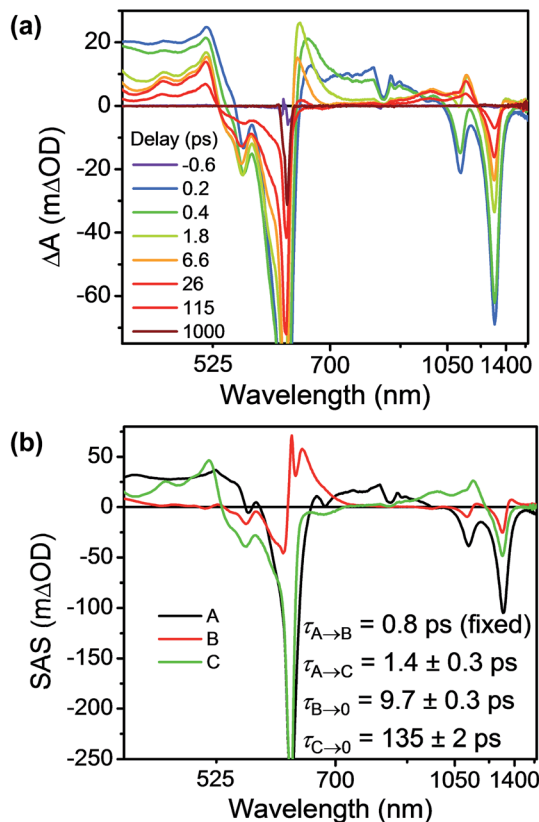 (a)
20
0
-20
-40
-60
ΔA (mΔOD)
Delay (ps)
-0.6
0.2
0.4
1.8
6.6
26
115
1000
525 700 1050 1400
Wavelength (nm)
(b)
50
0
-50
-100
-150
-200
-250
SAS (mΔOD)
A
B
C
τA→B = 0.8 ps (fixed)
τA→C = 1.4 ± 0.3 ps
τB→0 = 9.7 ± 0.3 ps
τC→0 = 135 ± 2 ps
525 700 1050 1400
Wavelength (nm)